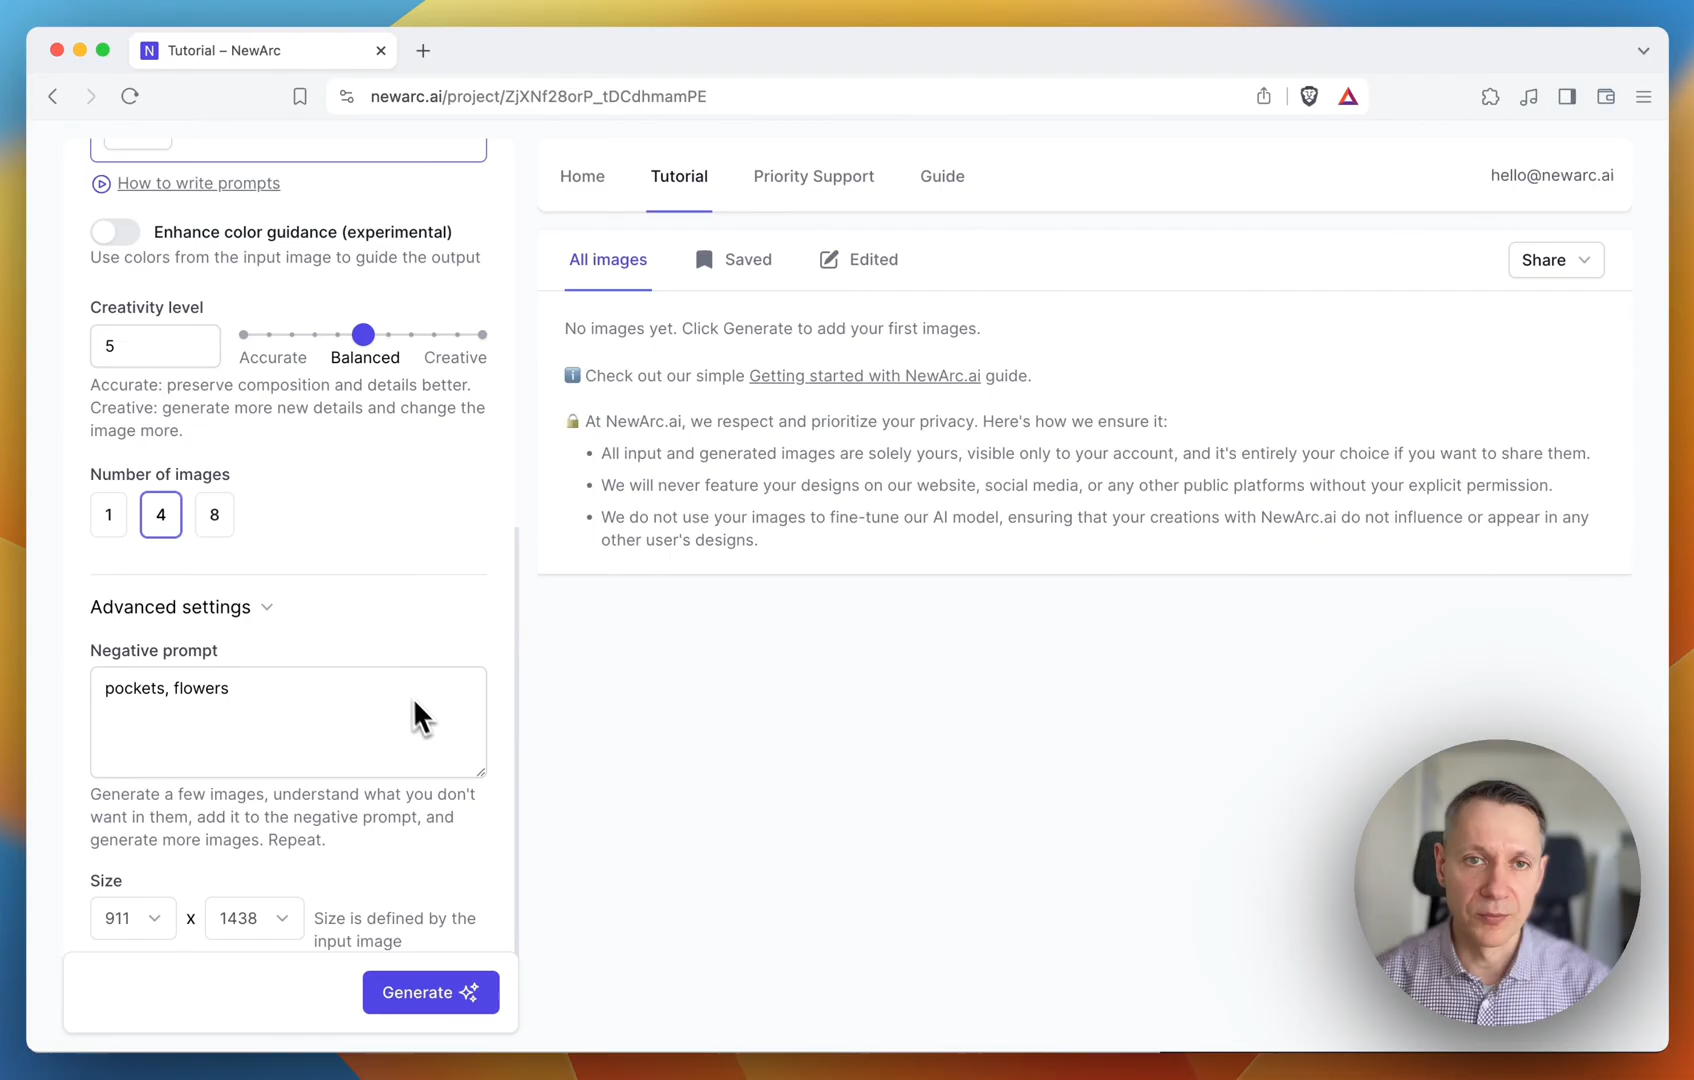 N Tutorial – NewArc
newarc.ai/project/ZjXNf28orP_tDCdhmamPE
How to write prompts
Enhance color guidance (experimental)
Use colors from the input image to guide the output
Creativity level
5
Accurate Balanced Creative
Accurate: preserve composition and details better.
Creative: generate more new details and change the
image more.
Number of images
1 4 8
Advanced settings
Negative prompt
pockets, flowers
Generate a few images, understand what you don't
want in them, add it to the negative prompt, and
generate more images. Repeat.
Size
911 x 1438 Size is defined by the
input image
Generate
Home Tutorial Priority Support Guide hello@newarc.ai
All images Saved Edited Share
No images yet. Click Generate to add your first images.
Check out our simple Getting started with NewArc.ai guide.
At NewArc.ai, we respect and prioritize your privacy. Here's how we ensure it:
• All input and generated images are solely yours, visible only to your account, and it's entirely your choice if you want to share them.
• We will never feature your designs on our website, social media, or any other public platforms without your explicit permission.
• We do not use your images to fine-tune our AI model, ensuring that your creations with NewArc.ai do not influence or appear in any
other user's designs.